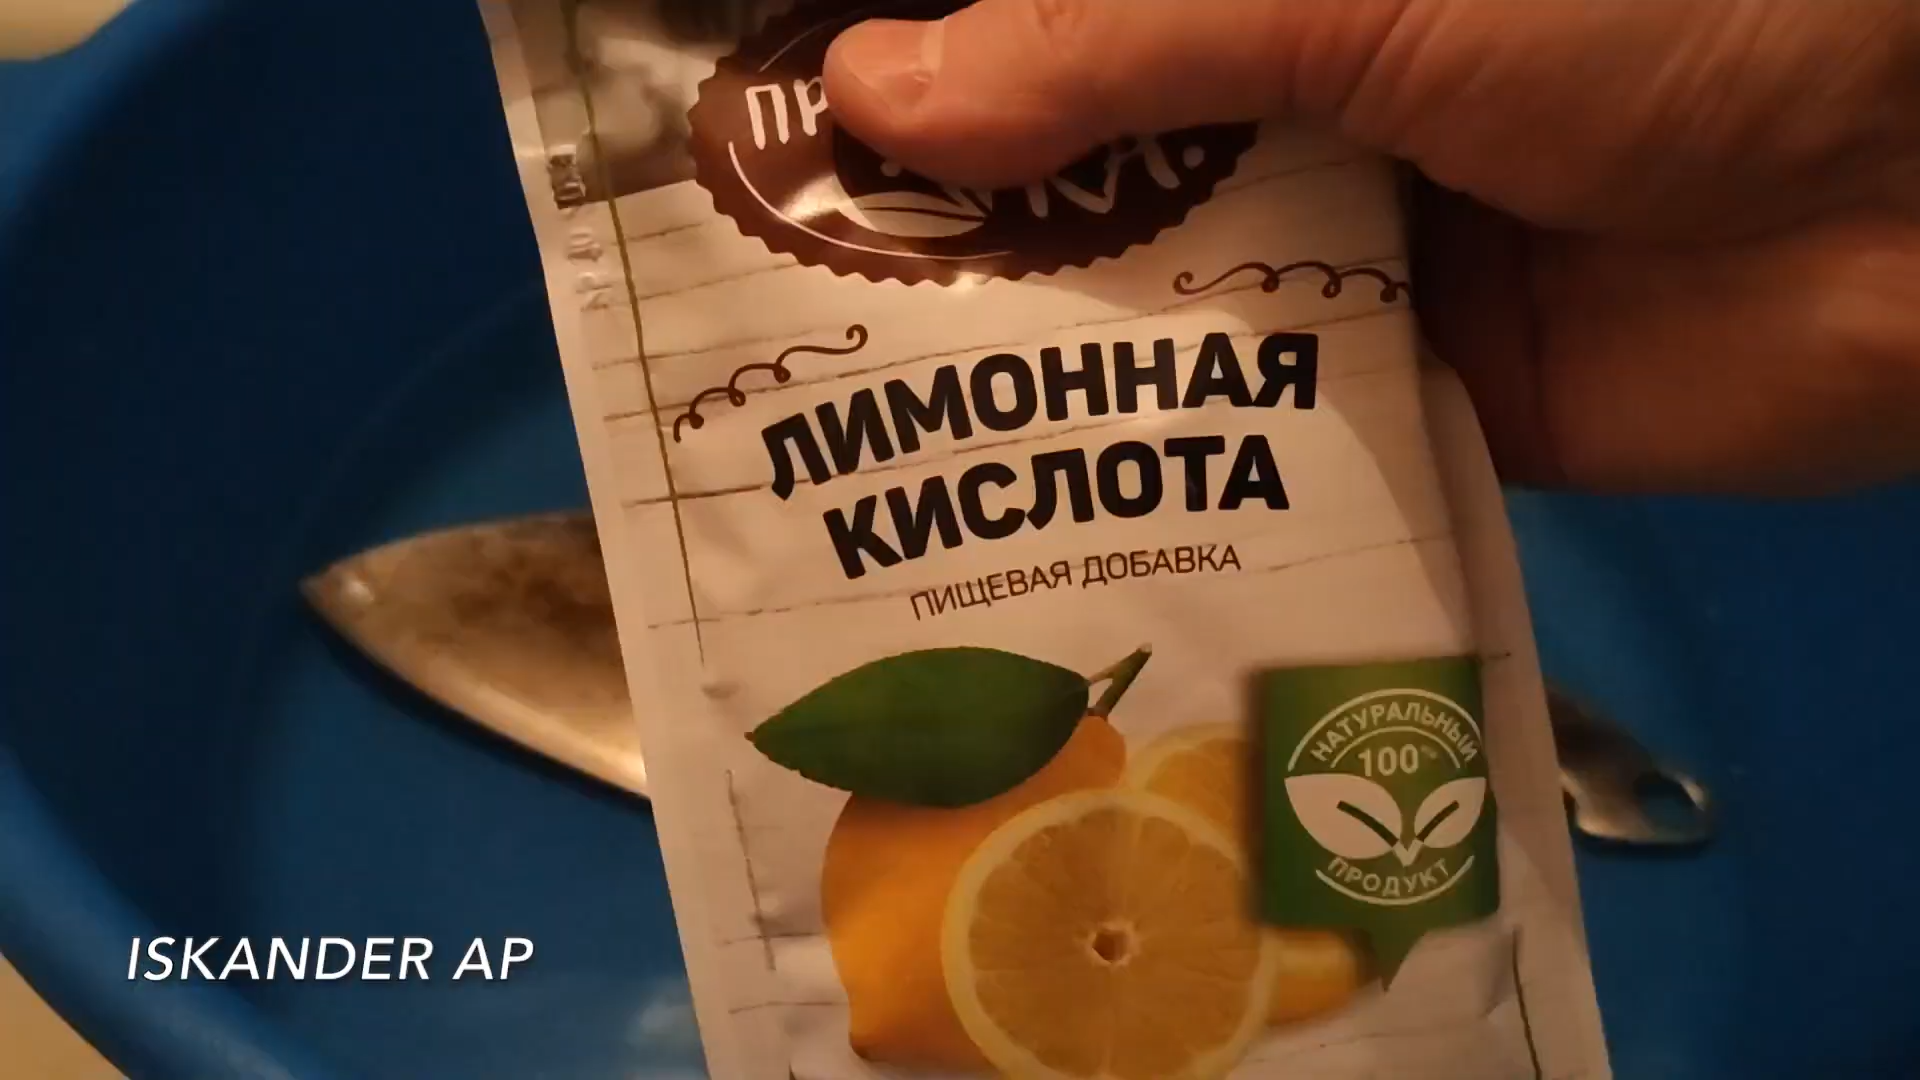 ЛИМОННАЯ
КИСЛОТА
ПИЩЕВАЯ ДОБАВКА
НАТУРАЛЬНЫЙ
100%
ПРОДУКТ
ISKANDER AP